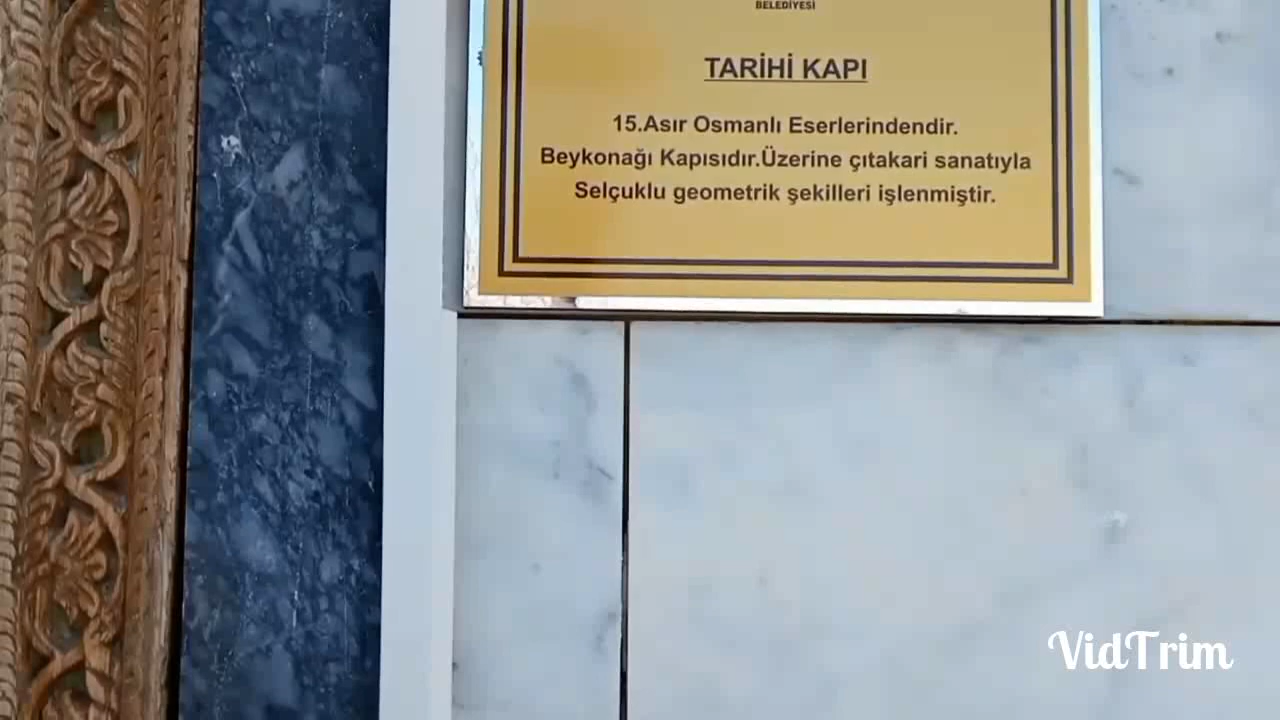 BELEDİYESİ
TARİHİ KAPI
15.Asır Osmanlı Eserlerindendir.
Beykonağı Kapısıdır.Üzerine çıtakari sanatıyla
Selçuklu geometrik şekilleri işlenmiştir.
VidTrim